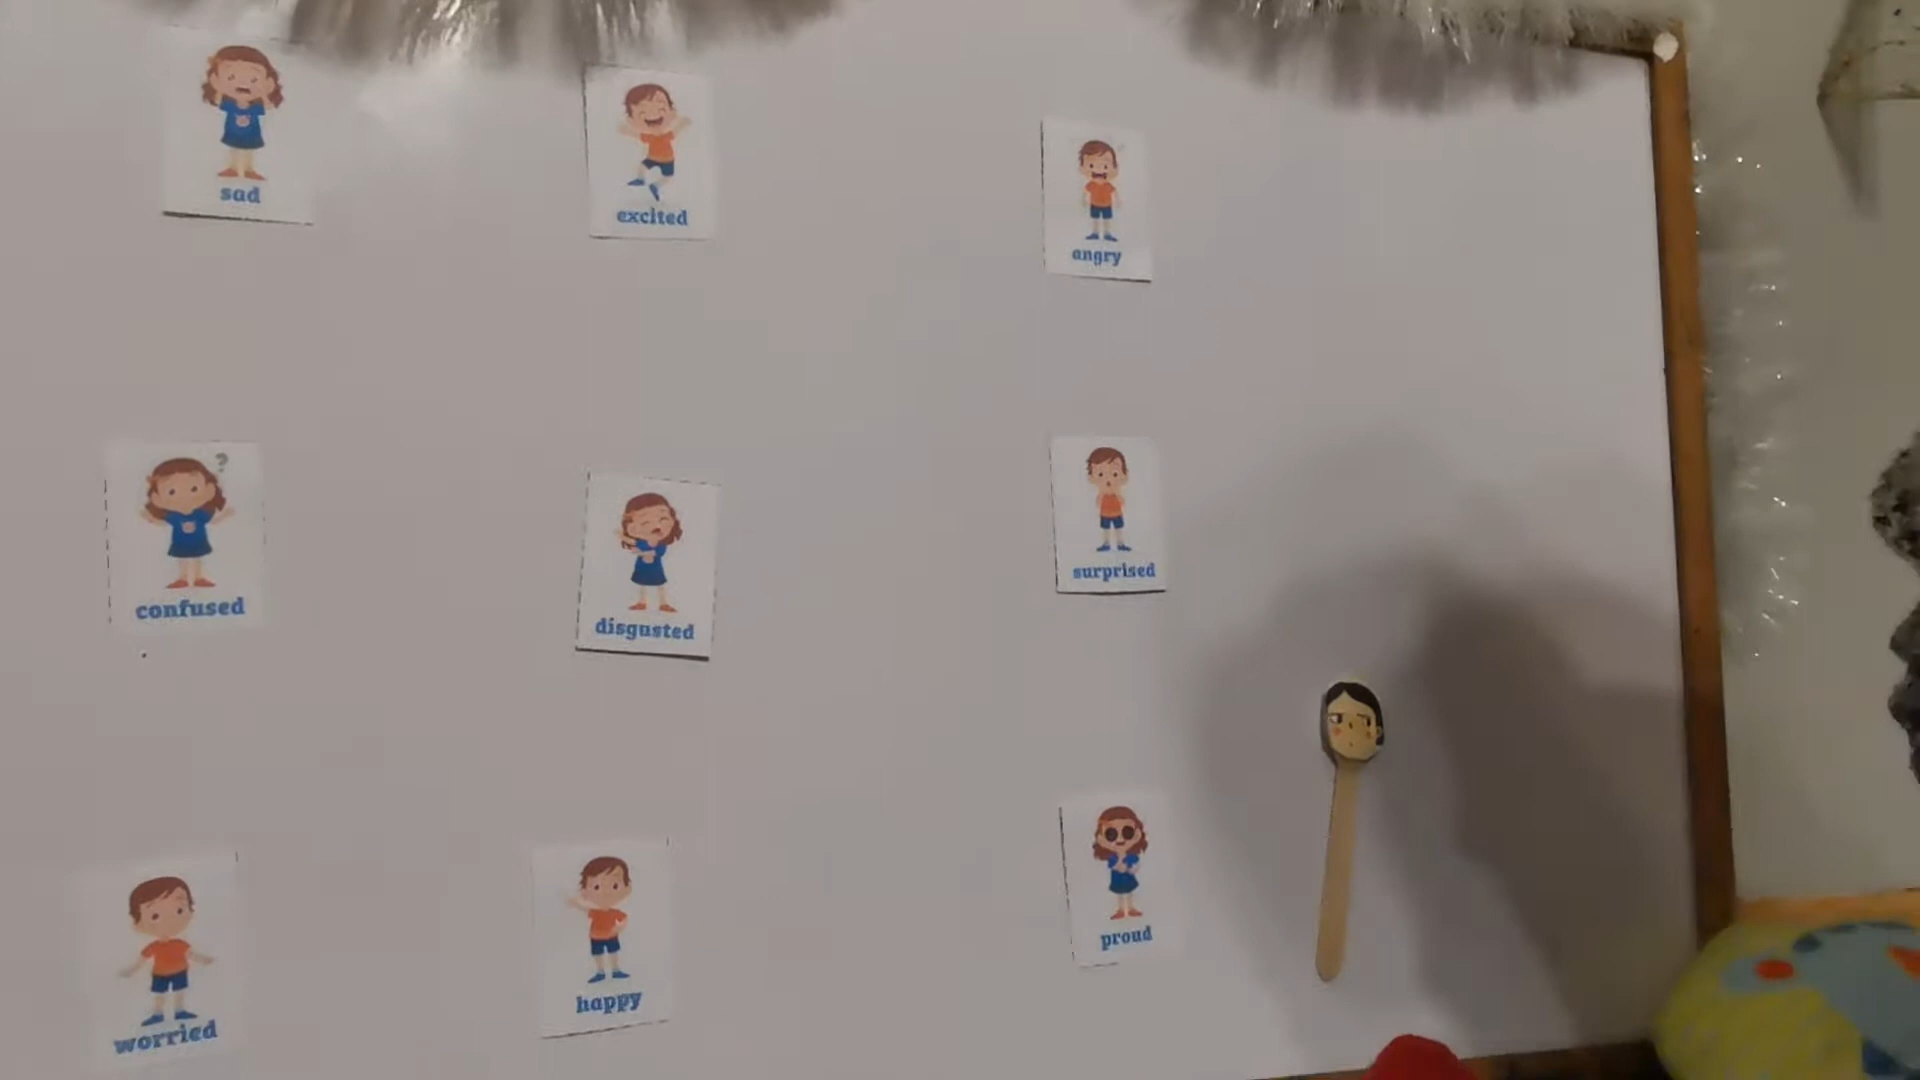 sad
excited
angry
confused
?
disgusted
surprised
worried
happy
proud